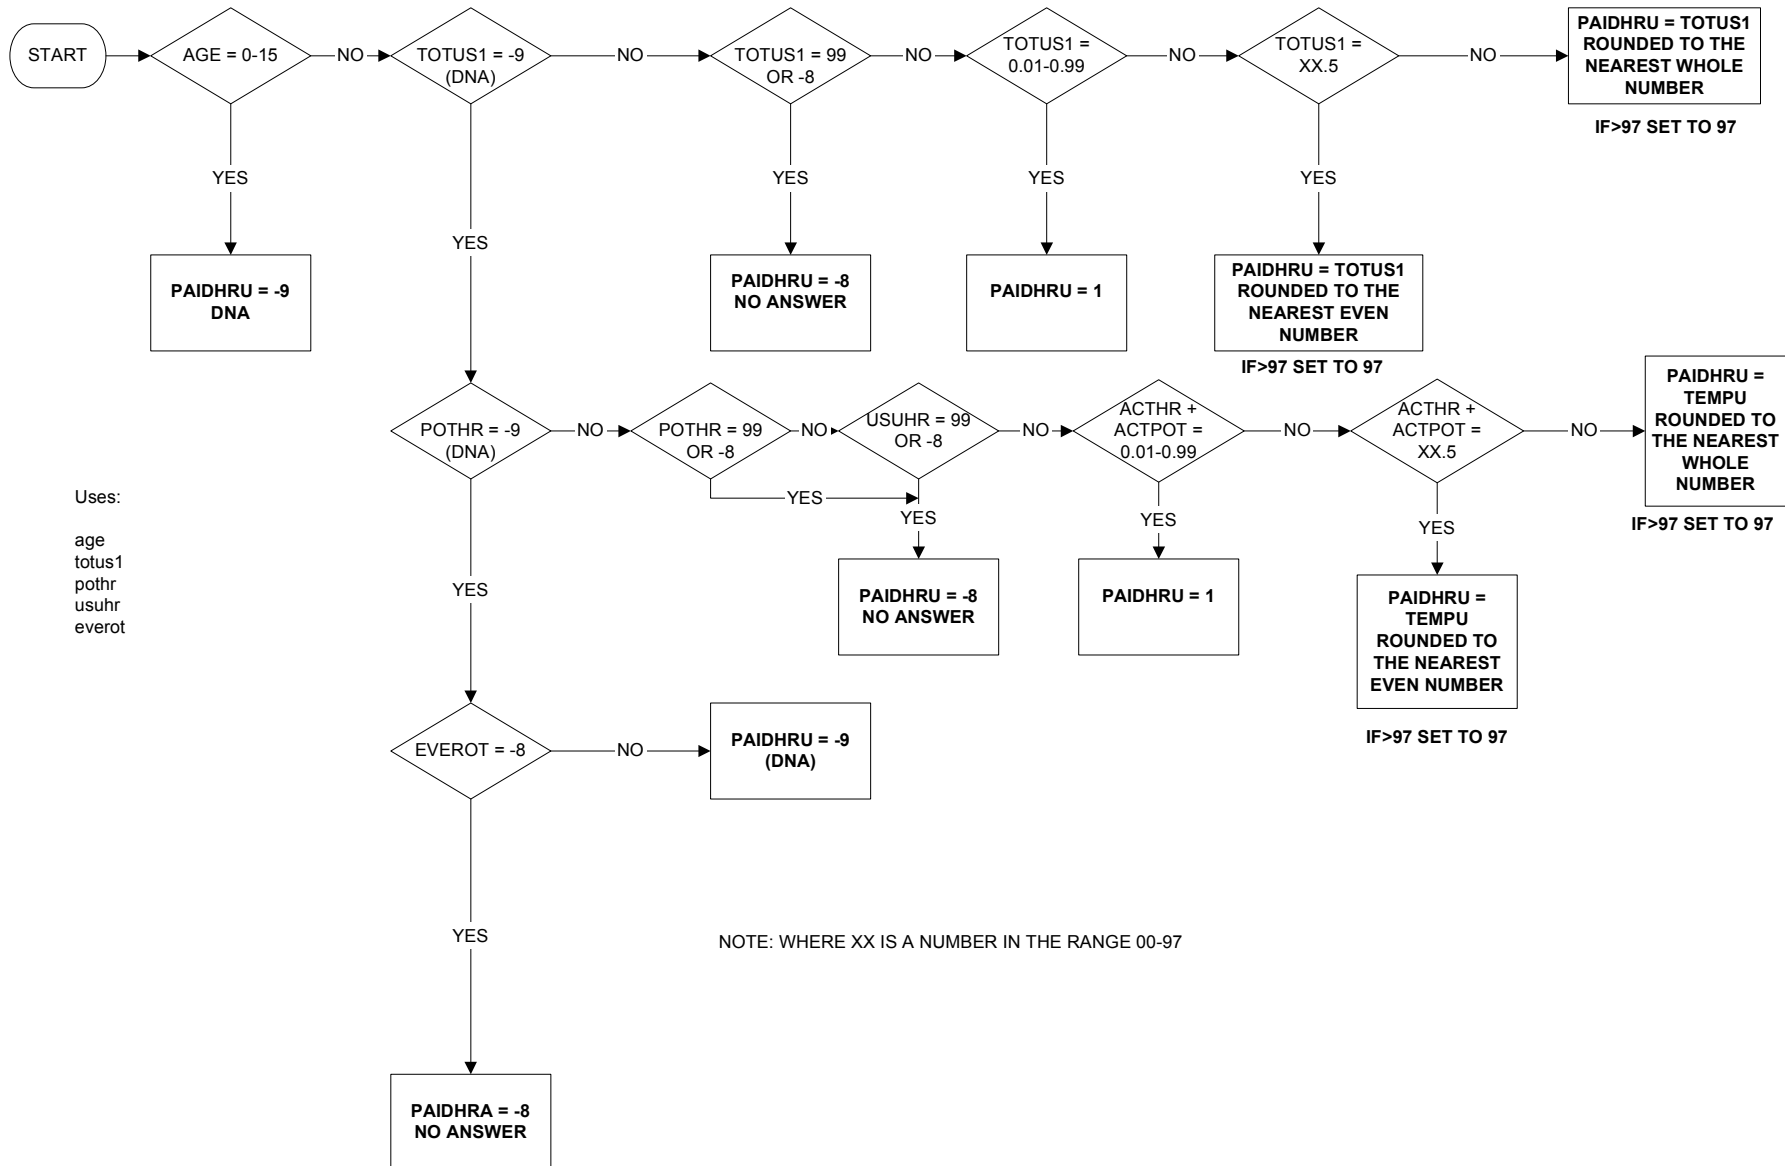 START
AGE = 0-15
NO
TOTUS1 = -9
(DNA)
NO
TOTUS1 = 99
OR -8
NO
TOTUS1 =
0.01-0.99
NO
TOTUS1 =
XX.5
NO
PAIDHRU = TOTUS1
ROUNDED TO THE
NEAREST WHOLE
NUMBER
IF>97 SET TO 97
YES
YES
YES
YES
YES
PAIDHRU = -9
DNA
PAIDHRU = -8
NO ANSWER
PAIDHRU = 1
PAIDHRU = TOTUS1
ROUNDED TO THE
NEAREST EVEN
NUMBER
IF>97 SET TO 97
POTHR = -9
(DNA)
NO
POTHR = 99
OR -8
NO
USUHR = 99
OR -8
NO
ACTHR +
ACTPOT =
0.01-0.99
NO
ACTHR +
ACTPOT =
XX.5
NO
PAIDHRU =
TEMPU
ROUNDED TO
THE NEAREST
WHOLE
NUMBER
IF>97 SET TO 97
YES
YES
YES
YES
YES
Uses:
age
totus1
pothr
usuhr
everot
PAIDHRU = -8
NO ANSWER
PAIDHRU = 1
PAIDHRU =
TEMPU
ROUNDED TO
THE NEAREST
EVEN NUMBER
IF>97 SET TO 97
EVEROT = -8
NO
PAIDHRU = -9
(DNA)
YES
NOTE: WHERE XX IS A NUMBER IN THE RANGE 00-97
PAIDHRA = -8
NO ANSWER